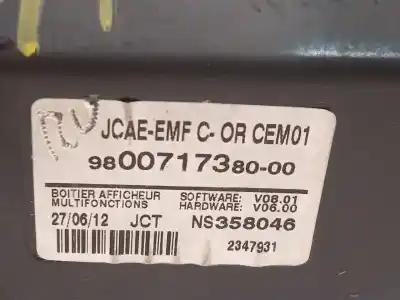 JCAE-EMF C- OR CEM01
9800717380-00
BOITIER AFFICHEUR SOFTWARE: V08.01
MULTIFONCTIONS HARDWARE: V06.00
27/06/12 JCT NS358046
2347931